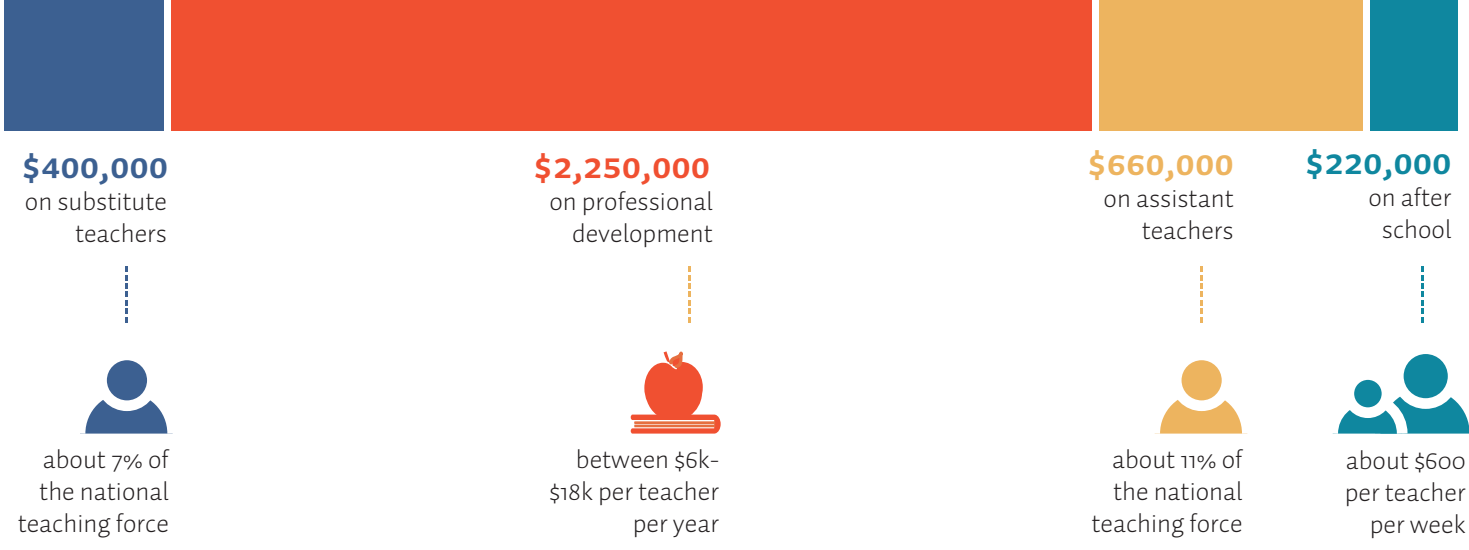 $400,000
on substitute
teachers
about 7% of
the national
teaching force
$2,250,000
on professional
development
between $6k-
$18k per teacher
per year
$660,000
on assistant
teachers
about 11% of
the national
teaching force
$220,000
on after
school
about $600
per teacher
per week